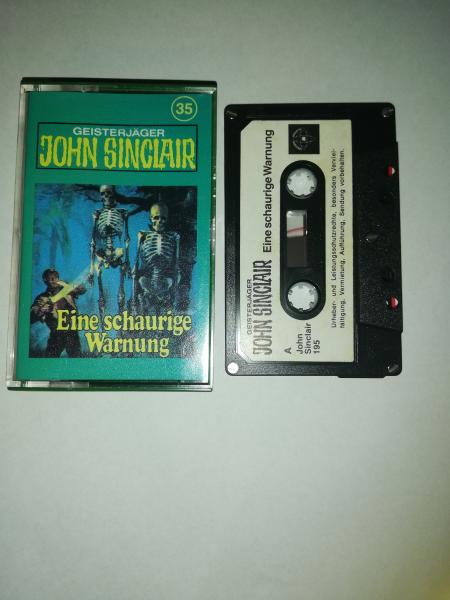 35
GEISTERJÄGER
JOHN SINCLAIR
Eine schaurige
Warnung
GEISTERJÄGER
JOHN SINCLAIR Eine schaurige Warnung
A
John
Sinclair
195
Urheber- und Leistungsschutzrechte, besonders Verviel-
fältigung, Vermietung, Aufführung, Sendung vorbehalten.